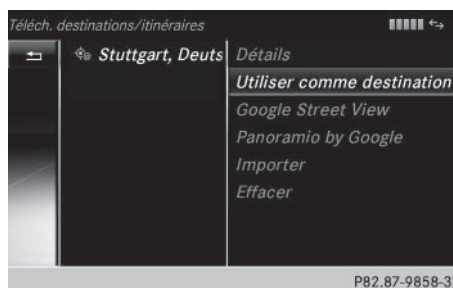 Téléch. destinations/itinéraires
Stuttgart, Deuts
Détails
Utiliser comme destination
Google Street View
Panoramio by Google
Importer
Effacer
P82.87-9858-3